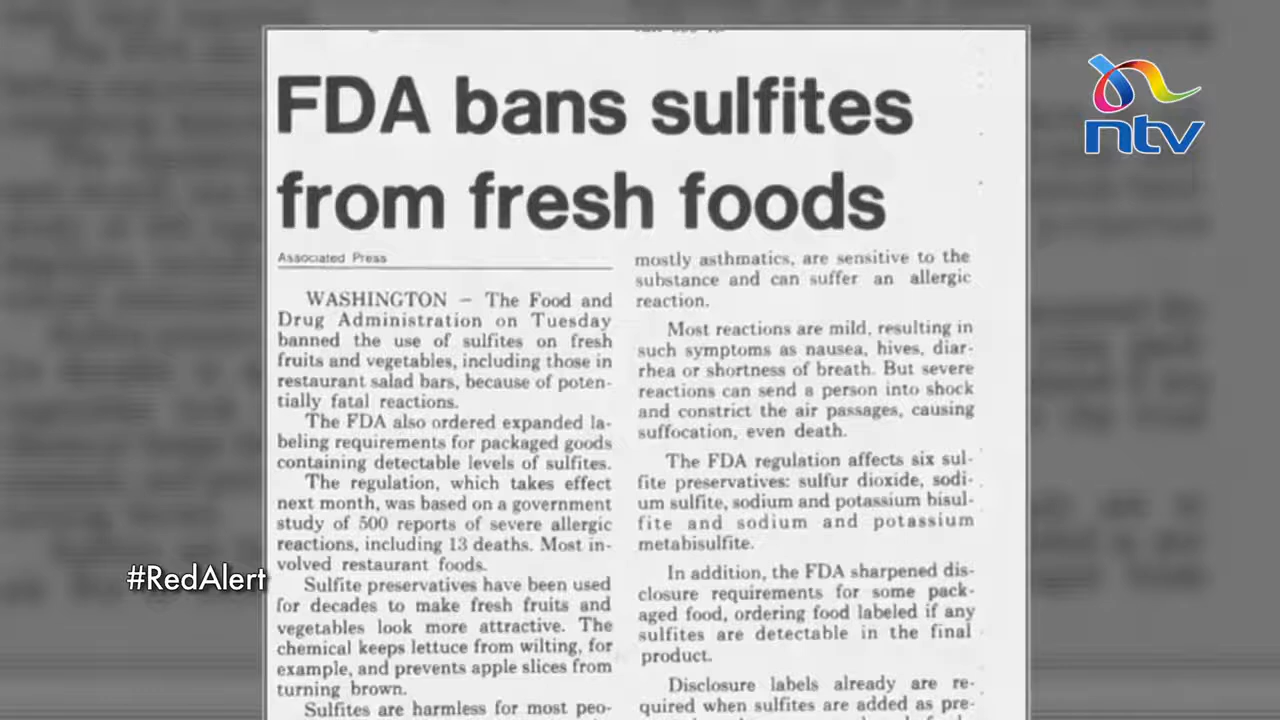 FDA bans sulfites
from fresh foods
Associated Press
WASHINGTON — The Food and
Drug Administration on Tuesday
banned the use of sulfites on fresh
fruits and vegetables, including those in
restaurant salad bars, because of poten-
tially fatal reactions.
The FDA also ordered expanded la-
beling requirements for packaged goods
containing detectable levels of sulfites.
The regulation, which takes effect
next month, was based on a government
study of 500 reports of severe allergic
reactions, including 13 deaths. Most in-
volved restaurant foods.
Sulfite preservatives have been used
for decades to make fresh fruits and
vegetables look more attractive. The
chemical keeps lettuce from wilting, for
example, and prevents apple slices from
turning brown.
Sulfites are harmless for most peo-
mostly asthmatics, are sensitive to the
substance and can suffer an allergic
reaction.
Most reactions are mild, resulting in
such symptoms as nausea, hives, diar-
rhea or shortness of breath. But severe
reactions can send a person into shock
and constrict the air passages, causing
suffocation, even death.
The FDA regulation affects six sul-
fite preservatives: sulfur dioxide, sodi-
um sulfite, sodium and potassium bisul-
fite and sodium and potassium
metabisulfite.
In addition, the FDA sharpened dis-
closure requirements for some pack-
aged food, ordering food labeled if any
sulfites are detectable in the final
product.
Disclosure labels already are re-
quired when sulfites are added as pre-
ntv
#RedAlert